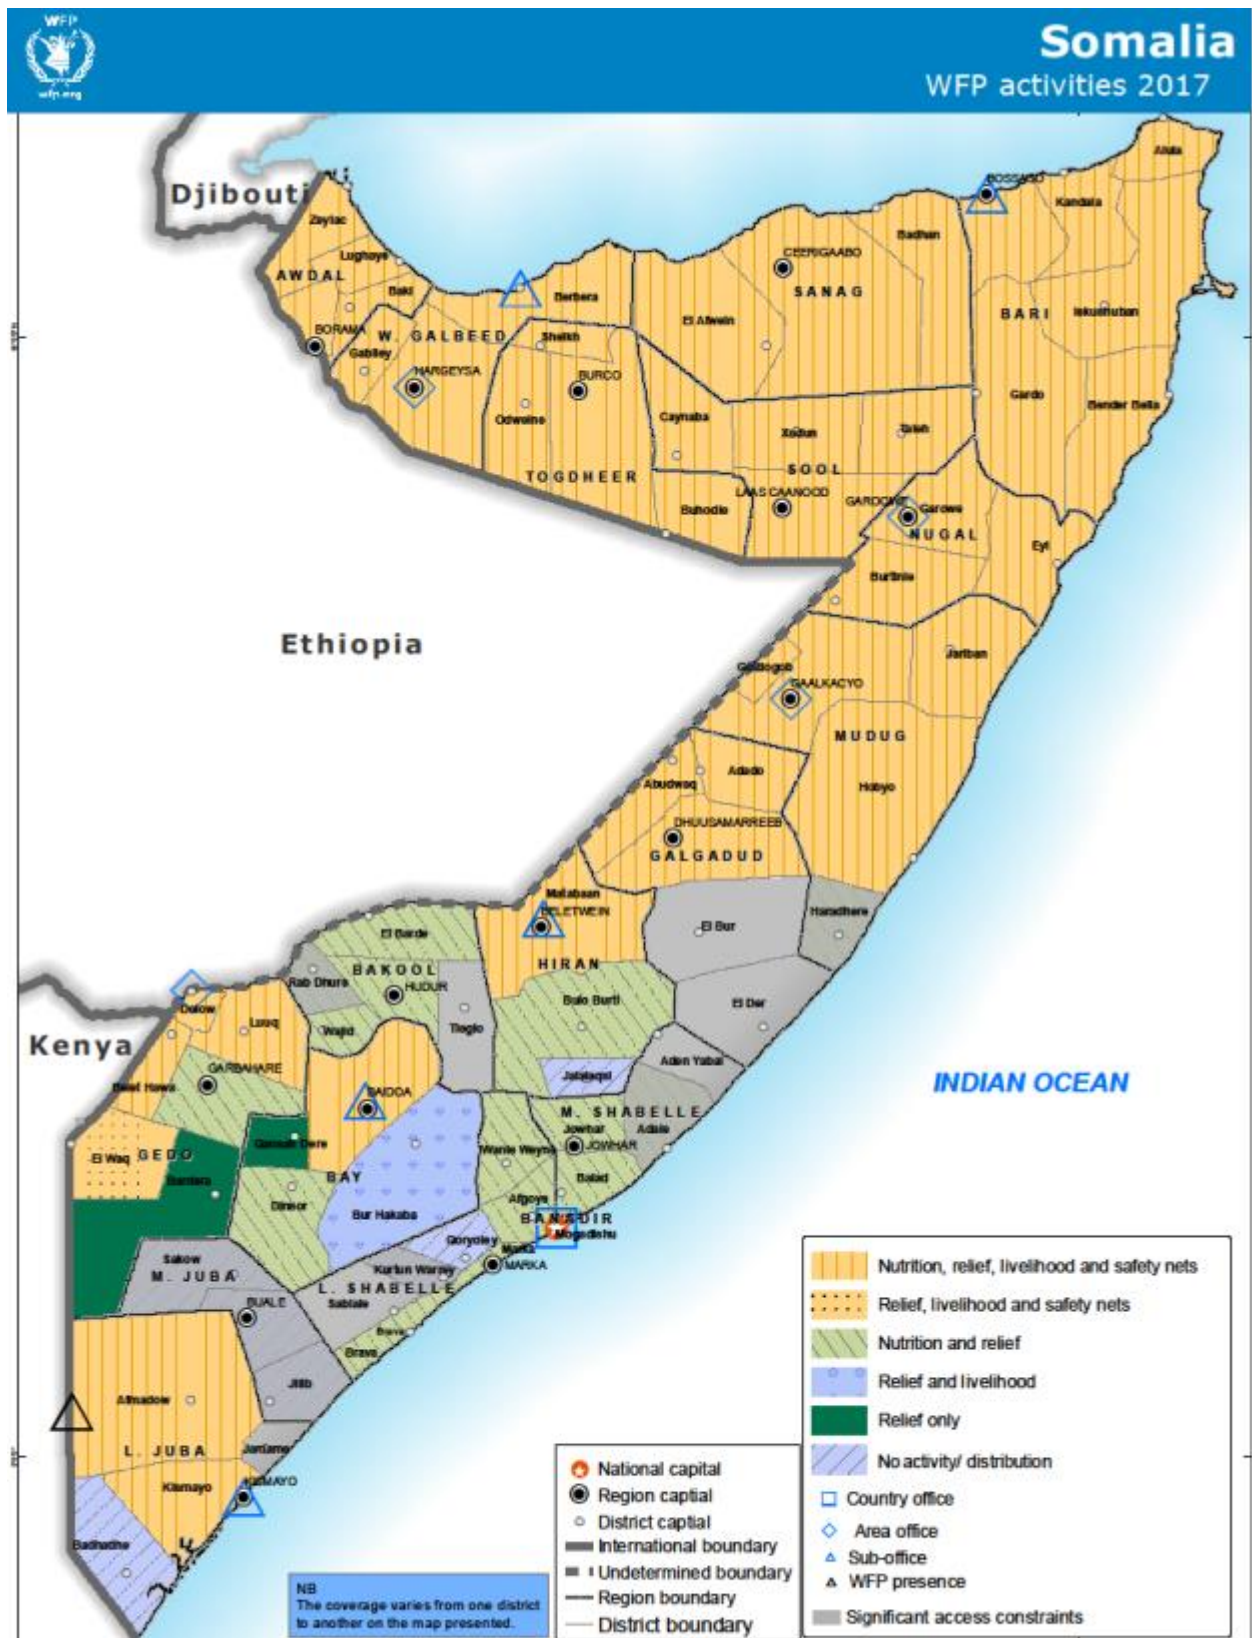 WFP
wfp.org
Somalia
WFP activities 2017
Djibouti
Ethiopia
Kenya
INDIAN OCEAN
Alula
BOSSASO
Kandala
Zaylac
Badhan
Lughaye
CEERIGAABO
AWDAL
Baki
Berbera
SANAG
BARI
Iskushuban
El Afwein
BORAMA
W. GALBEED
Sheikh
Gabiley
HARGEYSA
BURCO
Gardo
Bender Bella
Odweine
Caynaba
Xudun
Taleh
SOOL
TOGDHEER
LAAS CAANOOD
Buhodle
GAROOWE
Garowe
NUGAL
Eyl
Burtinle
Jariban
Galdogob
GAALKACYO
MUDUG
Adado
Abudwaq
Hobyo
DHUUSAMARREEB
GALGADUD
Matabaan
BELETWEIN
Haradhere
El Bur
El Barde
HIRAN
BAKOOL
Rab Dhure
HUDUR
Bulo Burti
El Der
Dolow
Luuq
Wajid
Tieglo
Aden Yabal
Jalalaqsi
GARBAHARE
Belet Hawa
BAIDOA
M. SHABELLE
Jowhar
Adale
JOWHAR
Qansah Dere
Wanle Weyne
El Waq
GEDO
Bardera
BAY
Balad
Dinsor
Afgoye
Bur Hakaba
BANADIR
Mogadishu
Qoryoley
Marka
MARKA
Sakow
M. JUBA
Kurtun Warrey
L. SHABELLE
Sablale
BUALE
Brava
Brava
Jilib
Afmadow
L. JUBA
Jamame
Kismayo
KISMAYO
Badhadhe
Nutrition, relief, livelihood and safety nets
Relief, livelihood and safety nets
Nutrition and relief
Relief and livelihood
Relief only
No activity/ distribution
Country office
Area office
Sub-office
WFP presence
Significant access constraints
National capital
Region captial
District captial
International boundary
Undetermined boundary
Region boundary
District boundary
NB
The coverage varies from one district
to another on the map presented.